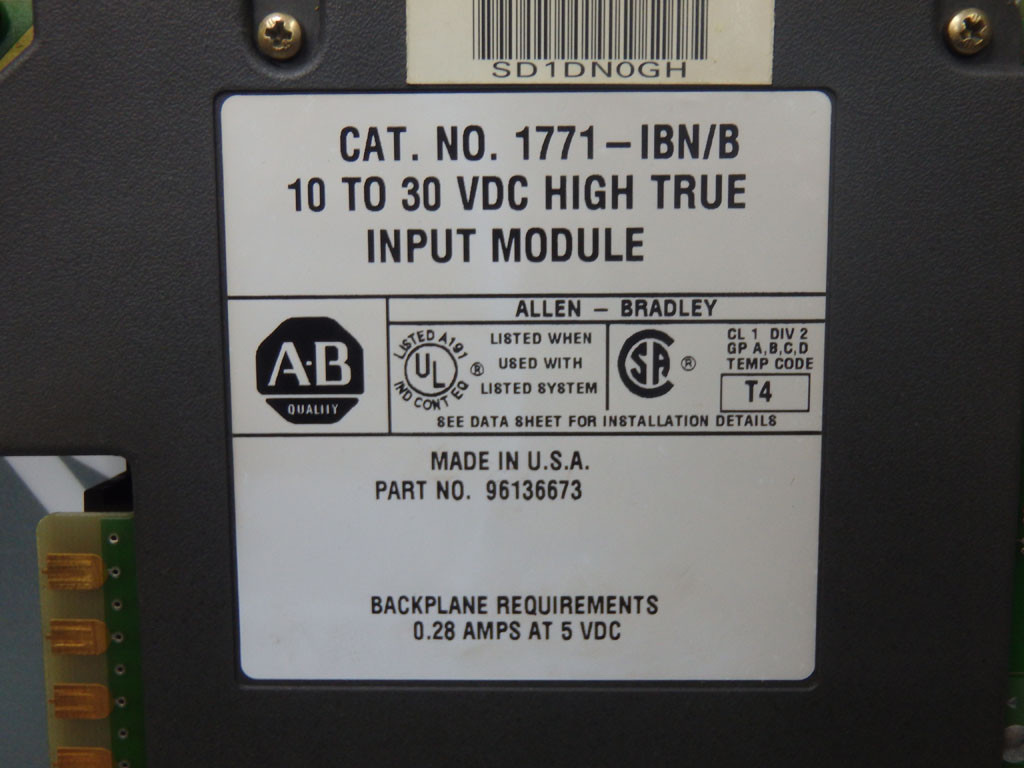 SD1DN0GH
CAT. NO. 1771-IBN/B
10 TO 30 VDC HIGH TRUE
INPUT MODULE
ALLEN - BRADLEY
A·B
QUALITY
LISTED A191
UL
®
IND CONT EQ
LISTED WHEN
USED WITH
LISTED SYSTEM
SA
®
CL 1 DIV 2
GP A,B,C,D
TEMP CODE
T4
SEE DATA SHEET FOR INSTALLATION DETAILS
MADE IN U.S.A.
PART NO. 96136673
BACKPLANE REQUIREMENTS
0.28 AMPS AT 5 VDC